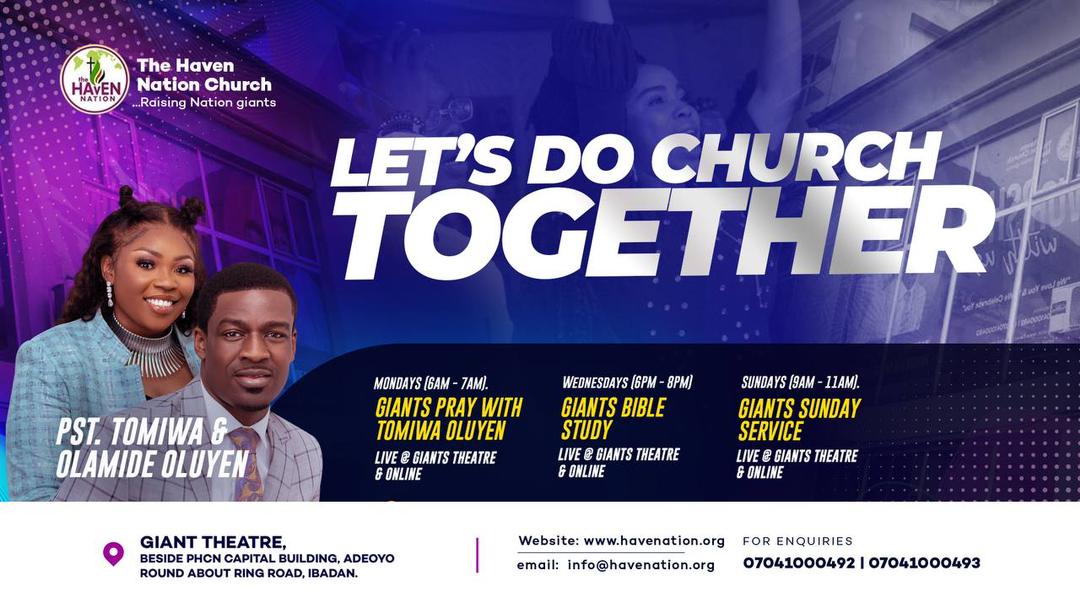 the
HAVEN
NATION
The Haven
Nation Church
...Raising Nation giants
LET'S DO CHURCH
TOGETHER
PST. TOMIWA &
OLAMIDE OLUYEN
MONDAYS (6AM - 7AM).
GIANTS PRAY WITH
TOMIWA OLUYEN
LIVE @ GIANTS THEATRE
& ONLINE
WEDNESDAYS (6PM - 8PM)
GIANTS BIBLE
STUDY
LIVE @ GIANTS THEATRE
& ONLINE
SUNDAYS (9AM - 11AM).
GIANTS SUNDAY
SERVICE
LIVE @ GIANTS THEATRE
& ONLINE
GIANT THEATRE,
BESIDE PHCN CAPITAL BUILDING, ADEOYO
ROUND ABOUT RING ROAD, IBADAN.
Website: www.havenation.org
email: info@havenation.org
FOR ENQUIRIES
07041000492 | 07041000493